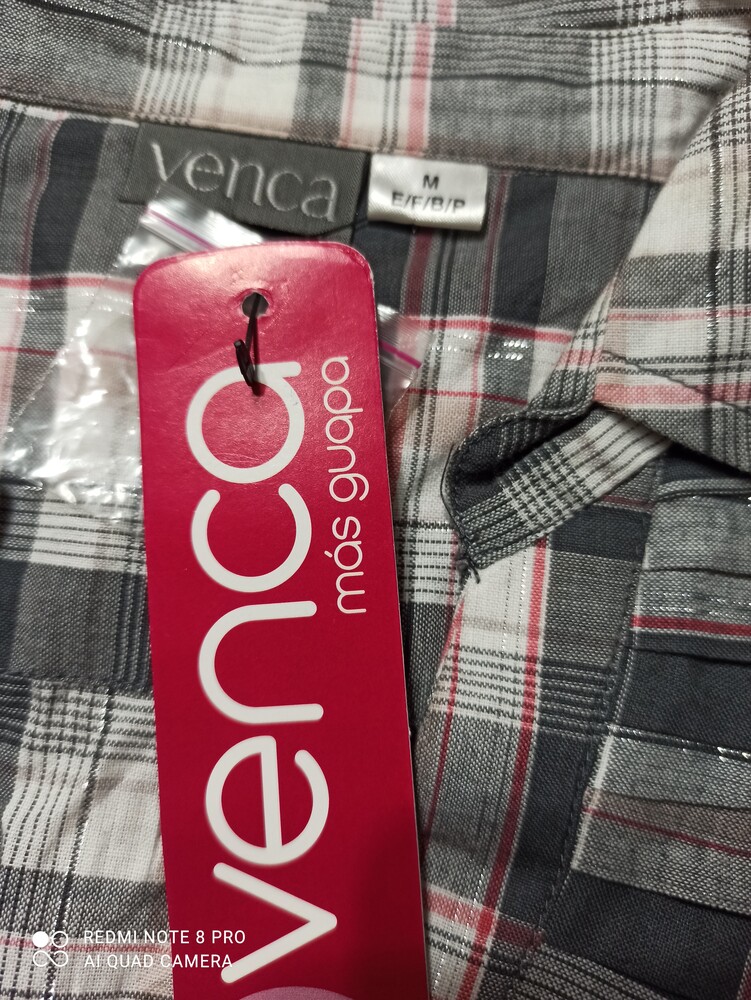 venca
M
E/F/B/P
venca
más guapa
REDMI NOTE 8 PRO
AI QUAD CAMERA